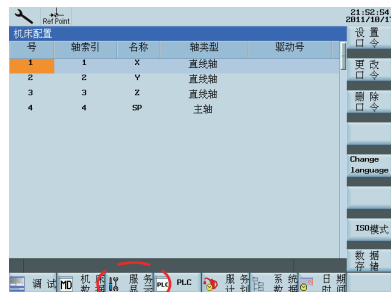 Ref Point
21:52:54
2011/10/17
机床配置
号 轴索引 名称 轴类型 驱动号
1 1 X 直线轴
2 2 Y 直线轴
3 3 Z 直线轴
4 4 SP 主轴
设置口令
更改口令
删除口令
Change language
ISO模式
数据存储
调试
MD 机床数据
服务显示
PLC PLC
服务计划
系统数据
日期时间